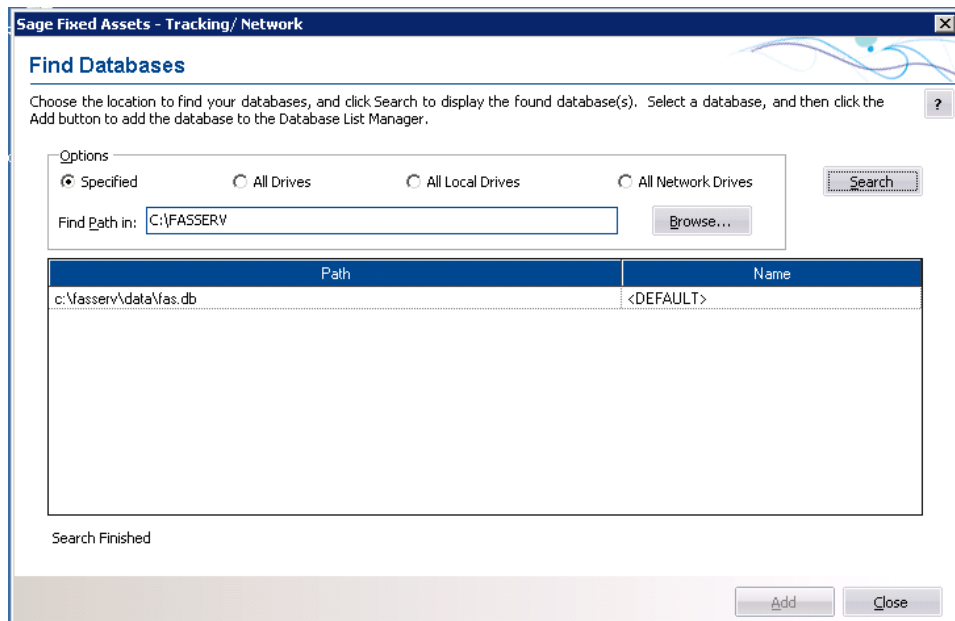 Sage Fixed Assets - Tracking/ Network
Find Databases
Choose the location to find your databases, and click Search to display the found database(s). Select a database, and then click the
Add button to add the database to the Database List Manager.
?
Options
Specified All Drives All Local Drives All Network Drives Search
Find Path in: C:\FASSERV Browse...
Path Name
c:\fasserv\data\fas.db <DEFAULT>
Search Finished
Add Close